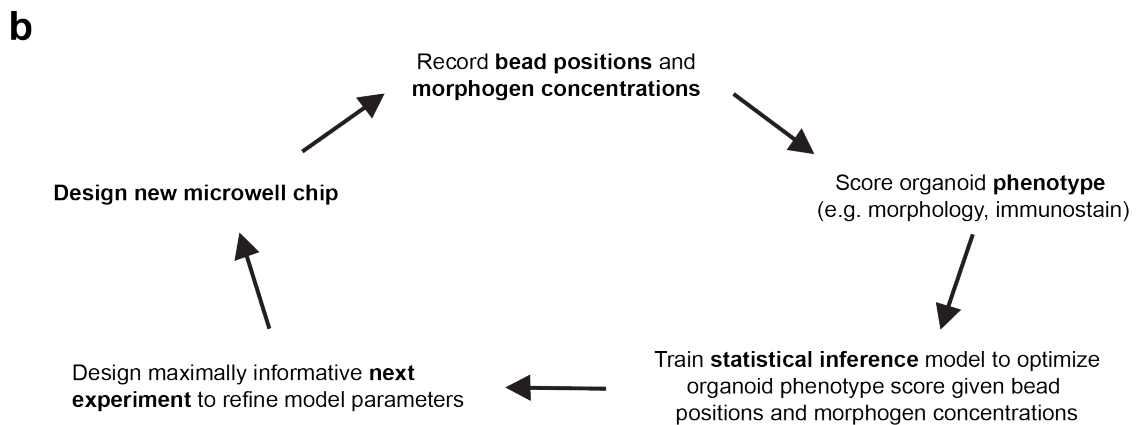 b
Record bead positions and
morphogen concentrations
Score organoid phenotype
(e.g. morphology, immunostain)
Train statistical inference model to optimize
organoid phenotype score given bead
positions and morphogen concentrations
Design maximally informative next
experiment to refine model parameters
Design new microwell chip